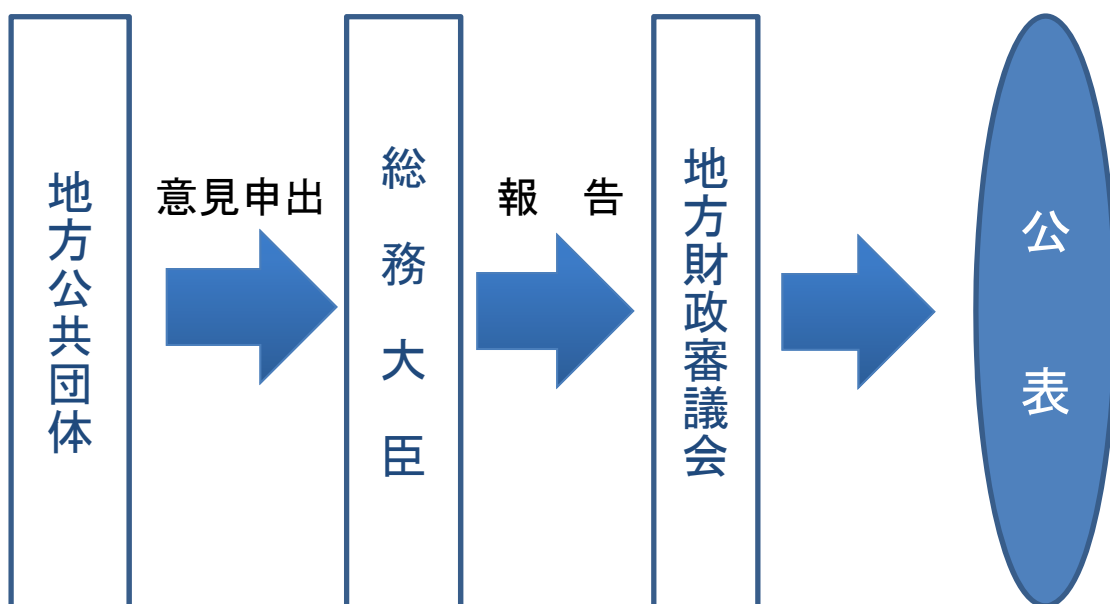 地方公共団体
意見申出
総務大臣
報　告
地方財政審議会
公表